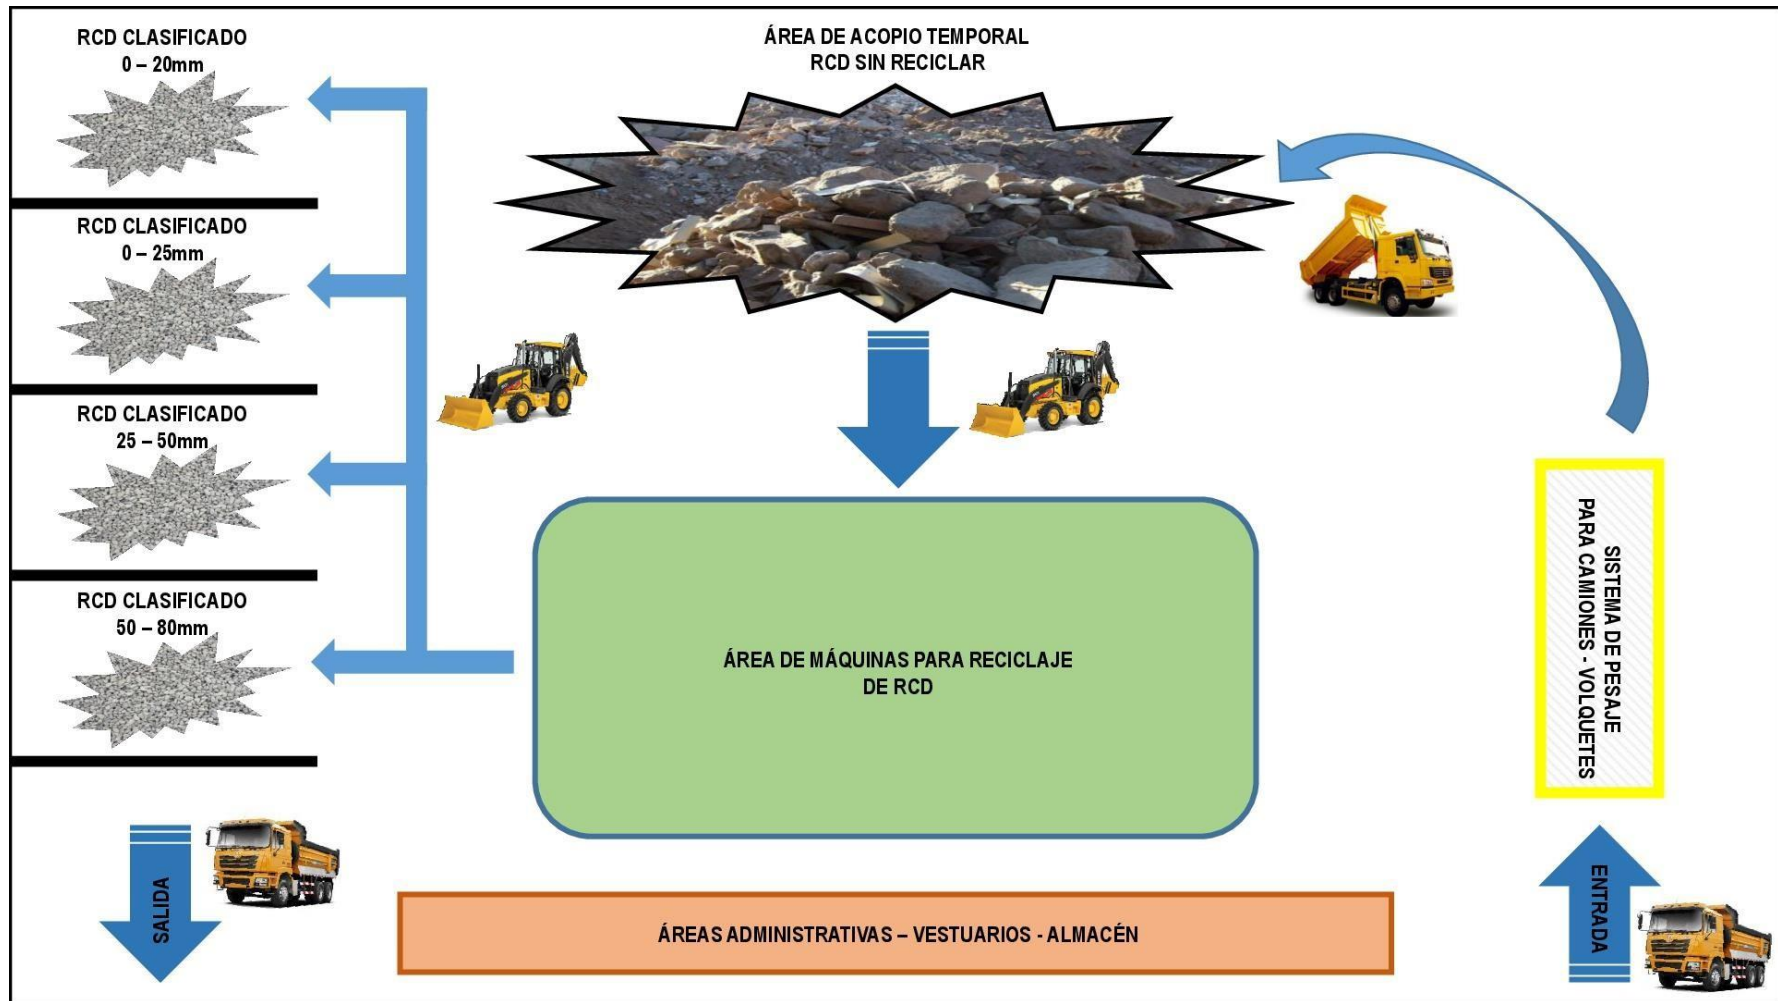 RCD CLASIFICADO
0 – 20mm
ÁREA DE ACOPIO TEMPORAL
RCD SIN RECICLAR
RCD CLASIFICADO
0 – 25mm
RCD CLASIFICADO
25 – 50mm
RCD CLASIFICADO
50 – 80mm
ÁREA DE MÁQUINAS PARA RECICLAJE
DE RCD
SISTEMA DE PESAJE
PARA CAMIONES - VOLQUETES
SALIDA
ENTRADA
ÁREAS ADMINISTRATIVAS – VESTUARIOS - ALMACÉN